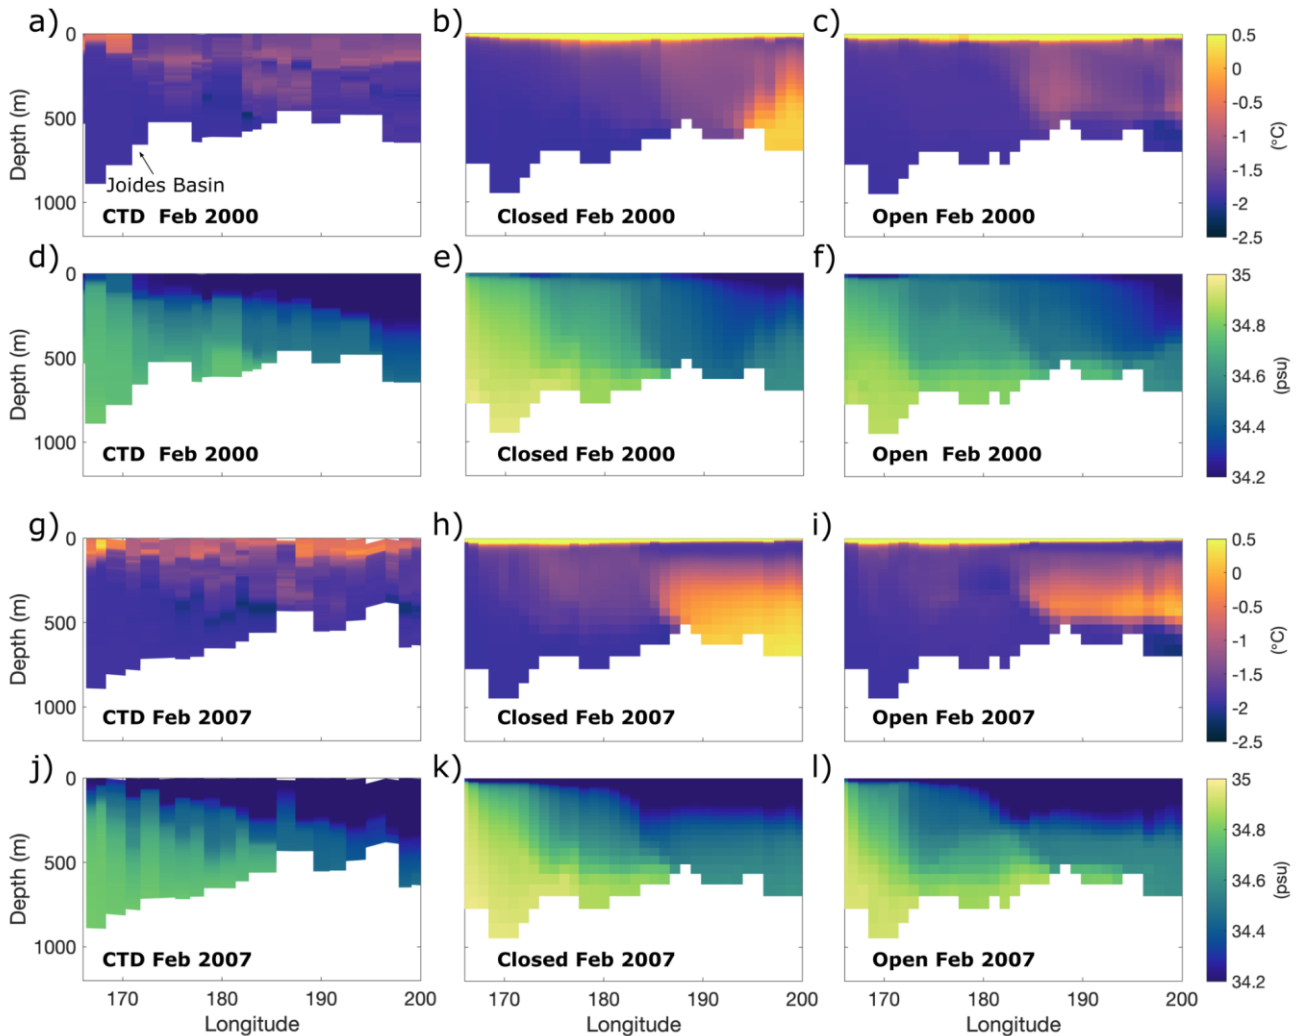 a)
b)
c)
0
500
1000
Depth (m)
Joides Basin
CTD Feb 2000
Closed Feb 2000
Open Feb 2000
0.5
0
-0.5
-1
-1.5
-2
-2.5
(°C)
d)
e)
f)
0
500
1000
Depth (m)
CTD Feb 2000
Closed Feb 2000
Open Feb 2000
35
34.8
34.6
34.4
34.2
(psu)
g)
h)
i)
0
500
1000
Depth (m)
CTD Feb 2007
Closed Feb 2007
Open Feb 2007
0.5
0
-0.5
-1
-1.5
-2
-2.5
(°C)
j)
k)
l)
0
500
1000
Depth (m)
CTD Feb 2007
Closed Feb 2007
Open Feb 2007
35
34.8
34.6
34.4
34.2
(psu)
170 180 190 200
170 180 190 200
170 180 190 200
Longitude
Longitude
Longitude